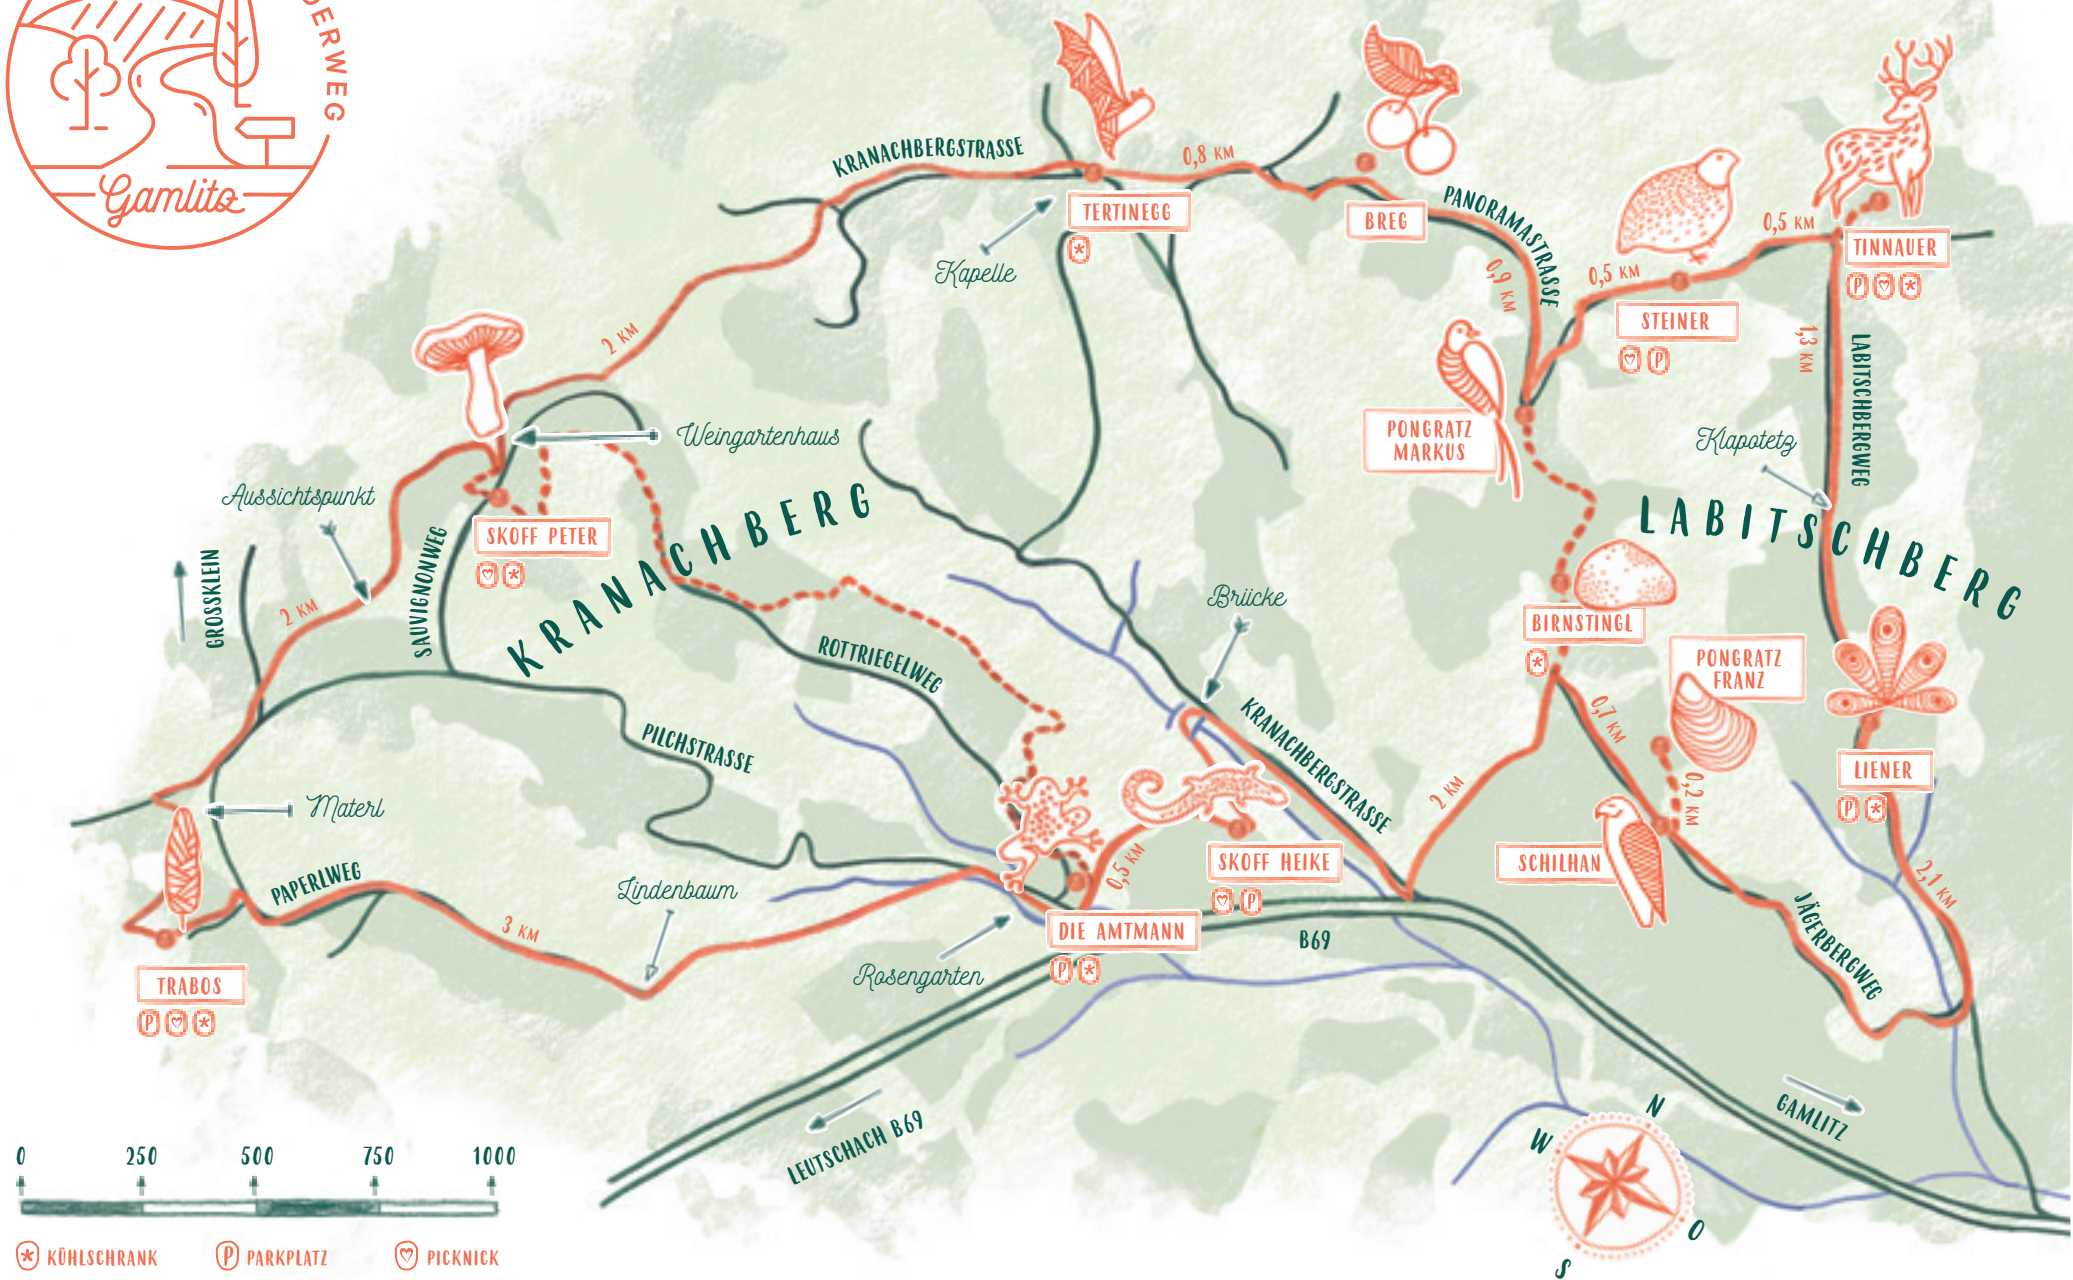 DERWEG
Gamlitz
KRANACHBERGSTRASSE
0,8 KM
TERTINEGG
*
Kapelle
BREG
PANORAMASTRASSE
0,9 KM
0,5 KM
STEINER
P
0,5 KM
TINNAUER
P *
1,3 KM
LABITSCHBERGWEG
Klapotetz
2 KM
Weingartenhaus
PONGRATZ
MARKUS
Aussichtspunkt
SKOFF PETER
*
SAUVIGNONWEG
GROSSKLEIN
2 KM
KRANACHBERG
LABITSCHBERG
Brücke
BIRNSTINGL
*
PONGRATZ
FRANZ
ROTTRIEGELWEG
KRANACHBERGSTRASSE
0,7 KM
0,2 KM
LIENER
P *
PILCHSTRASSE
Materl
2 KM
SKOFF HEIKE
P
0,5 KM
SCHILHAN
2,1 KM
JÄGERBERGWEG
PAPERLWEG
Lindenbaum
3 KM
TRABOS
P *
Rosengarten
DIE AMTMANN
P *
B69
LEUTSCHACH B69
GAMLITZ
N
W
O
S
0 250 500 750 1000
* KÜHLSCHRANK P PARKPLATZ PICKNICK